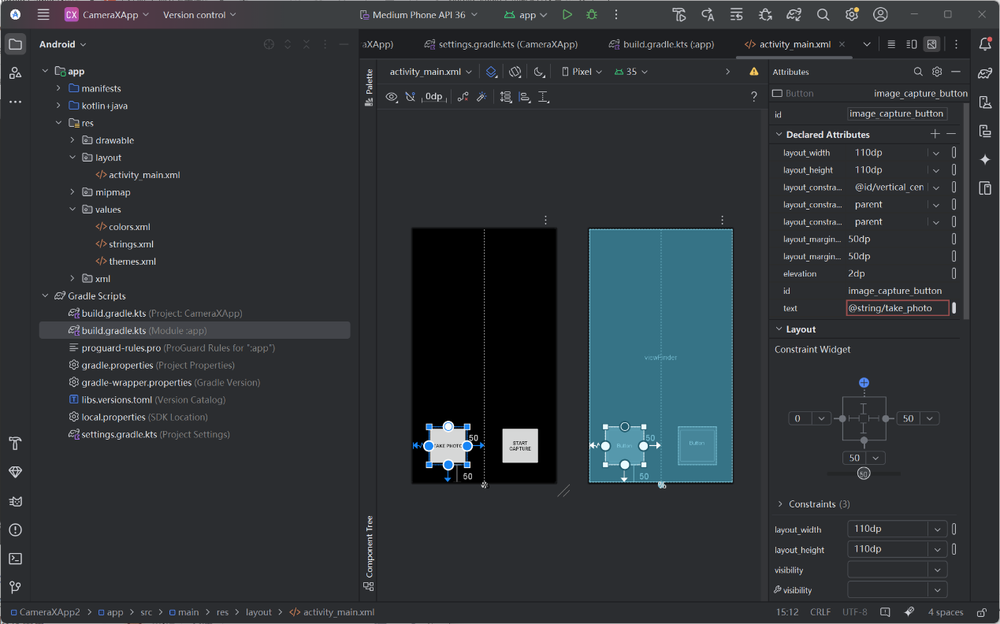 CX CameraXApp Version control Medium Phone API 36 app
Android
app
manifests
kotlin+java
res
drawable
layout
activity_main.xml
mipmap
values
colors.xml
strings.xml
themes.xml
xml
Gradle Scripts
build.gradle.kts (Project: CameraXApp)
build.gradle.kts (Module :app)
proguard-rules.pro (ProGuard Rules for ":app")
gradle.properties (Project Properties)
gradle-wrapper.properties (Gradle Version)
libs.versions.toml (Version Catalog)
local.properties (SDK Location)
settings.gradle.kts (Project Settings)
aXApp) settings.gradle.kts (CameraXApp) build.gradle.kts (:app) activity_main.xml
Palette
activity_main.xml Pixel 35
0dp ?
TAKE PHOTO
50
50
START
CAPTURE
viewFinder
Button
50
50
Button
Component Tree
Attributes
Button image_capture_button
id image_capture_button
Declared Attributes
layout_width 110dp
layout_height 110dp
layout_constra... @id/vertical_cen
layout_constra... parent
layout_constra... parent
layout_margin... 50dp
layout_margin... 50dp
elevation 2dp
id image_capture_button
text @string/take_photo
Layout
Constraint Widget
0 50
50
50
Constraints (3)
layout_width 110dp
layout_height 110dp
visibility
visibility
CameraXApp2 > app > src > main > res > layout > activity_main.xml 15:12 CRLF UTF-8 4 spaces